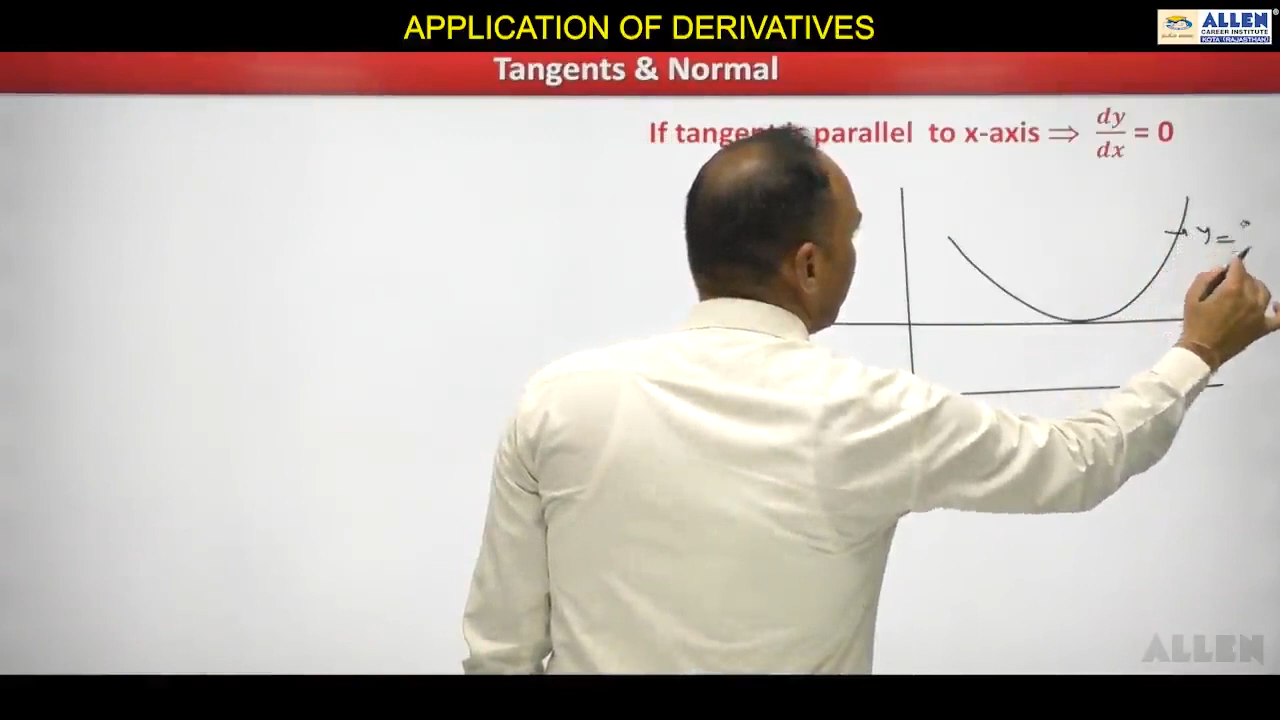 APPLICATION OF DERIVATIVES
ALLEN
CAREER INSTITUTE
KOTA (RAJASTHAN)
Tangents & Normal
If tangent is parallel to x-axis ⇒ dy/dx = 0
y =
ALLEN